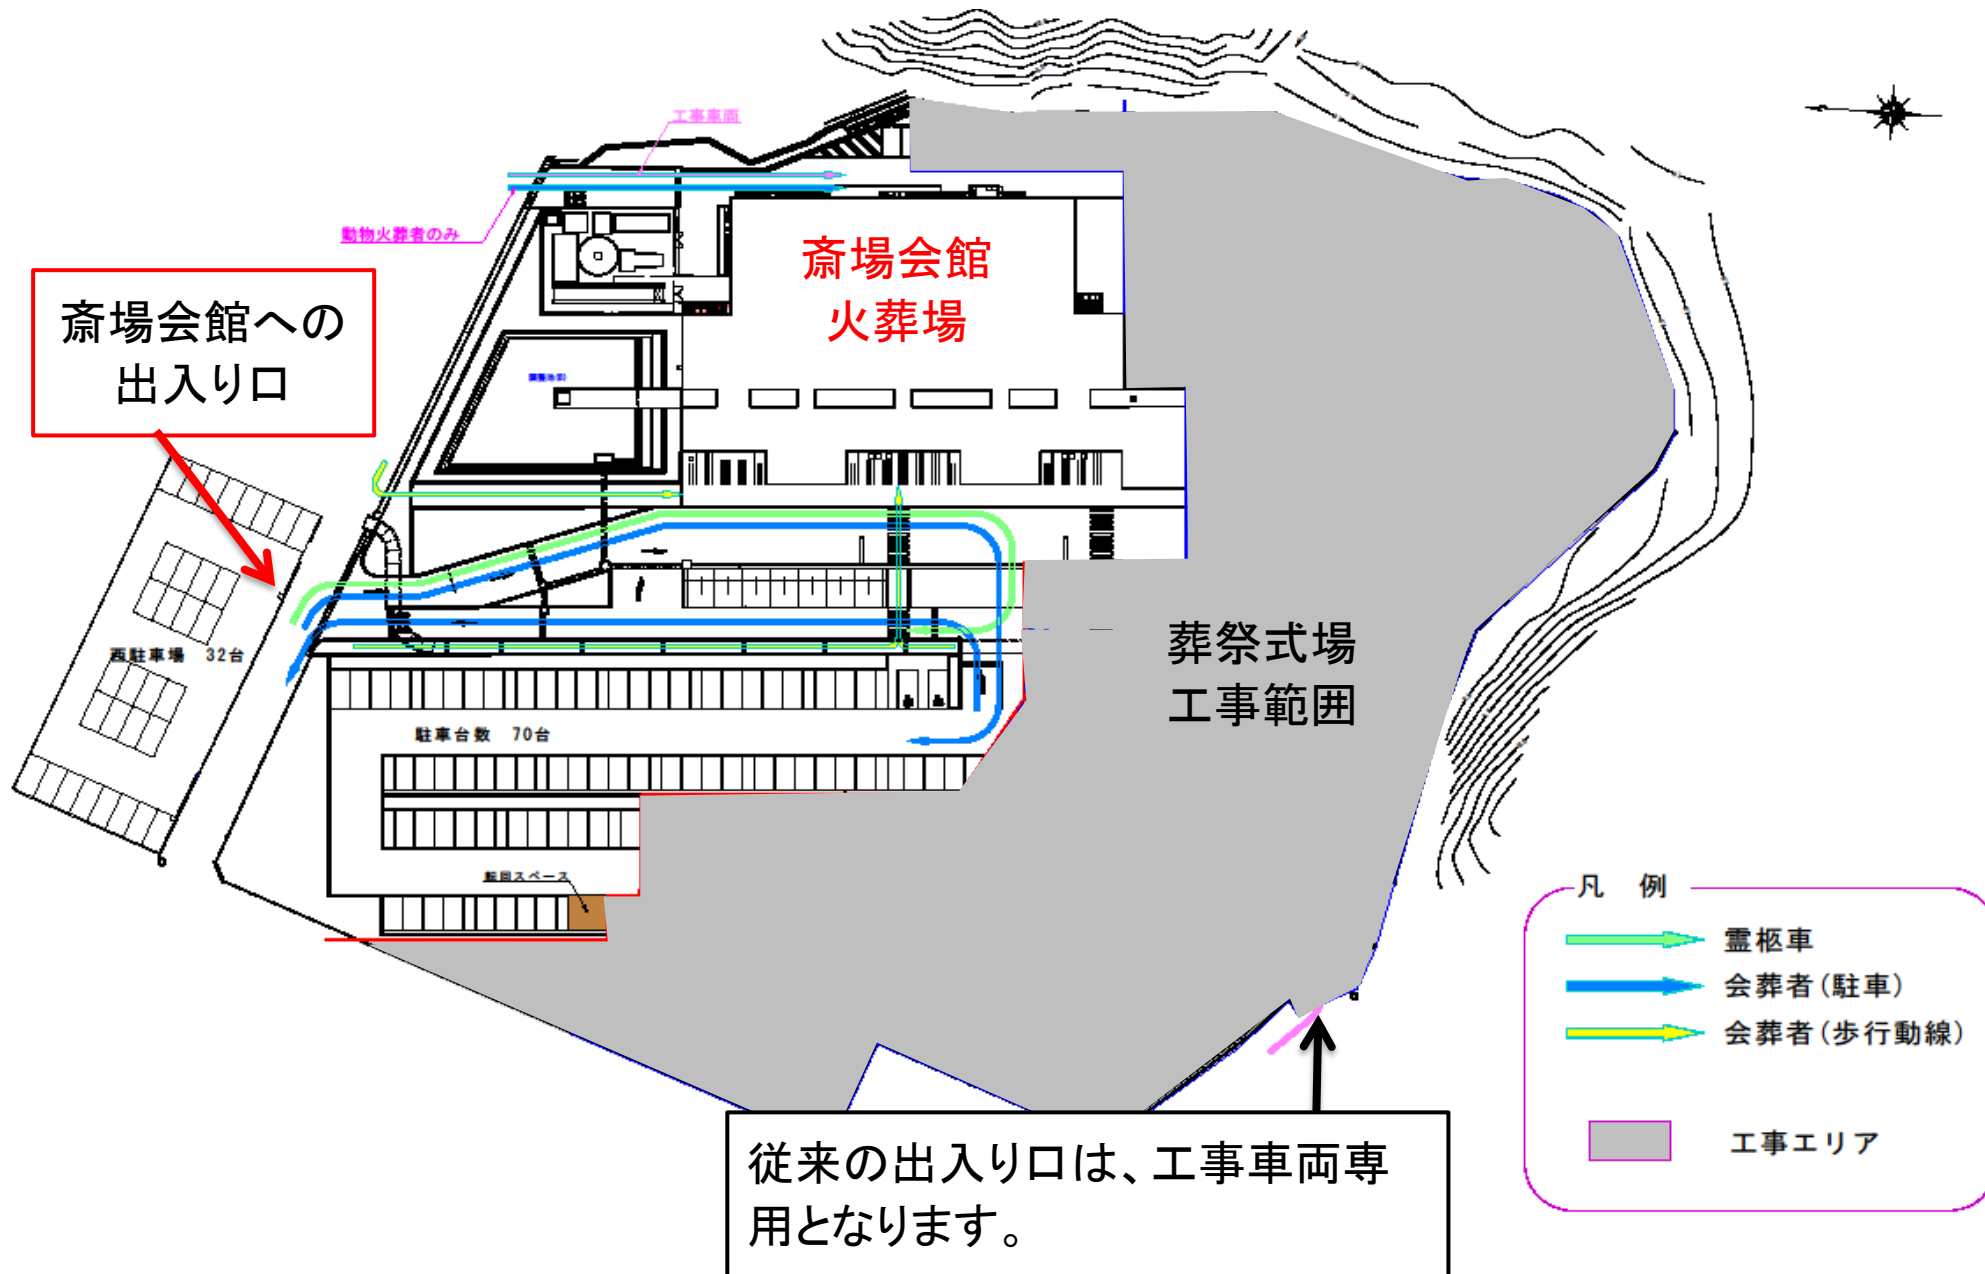 工事車両
動物火葬者のみ
斎場会館
火葬場
斎場会館への
出入り口
西駐車場 32台
駐車台数 70台
転回スペース
葬祭式場
工事範囲
凡 例
霊柩車
会葬者(駐車)
会葬者(歩行動線)
工事エリア
従来の出入り口は、工事車両専
用となります。